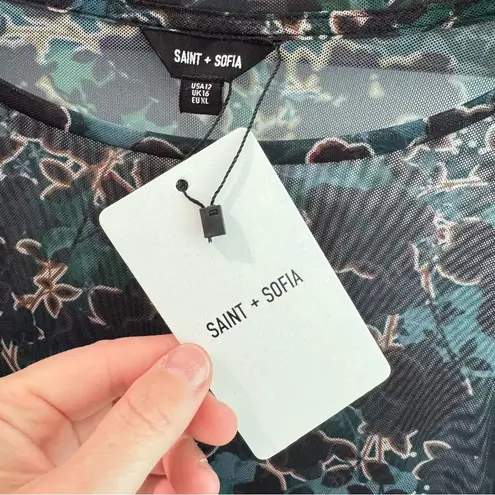 SAINT + SOFIA
USA12
UK16
EU XL
SAINT + SOFIA